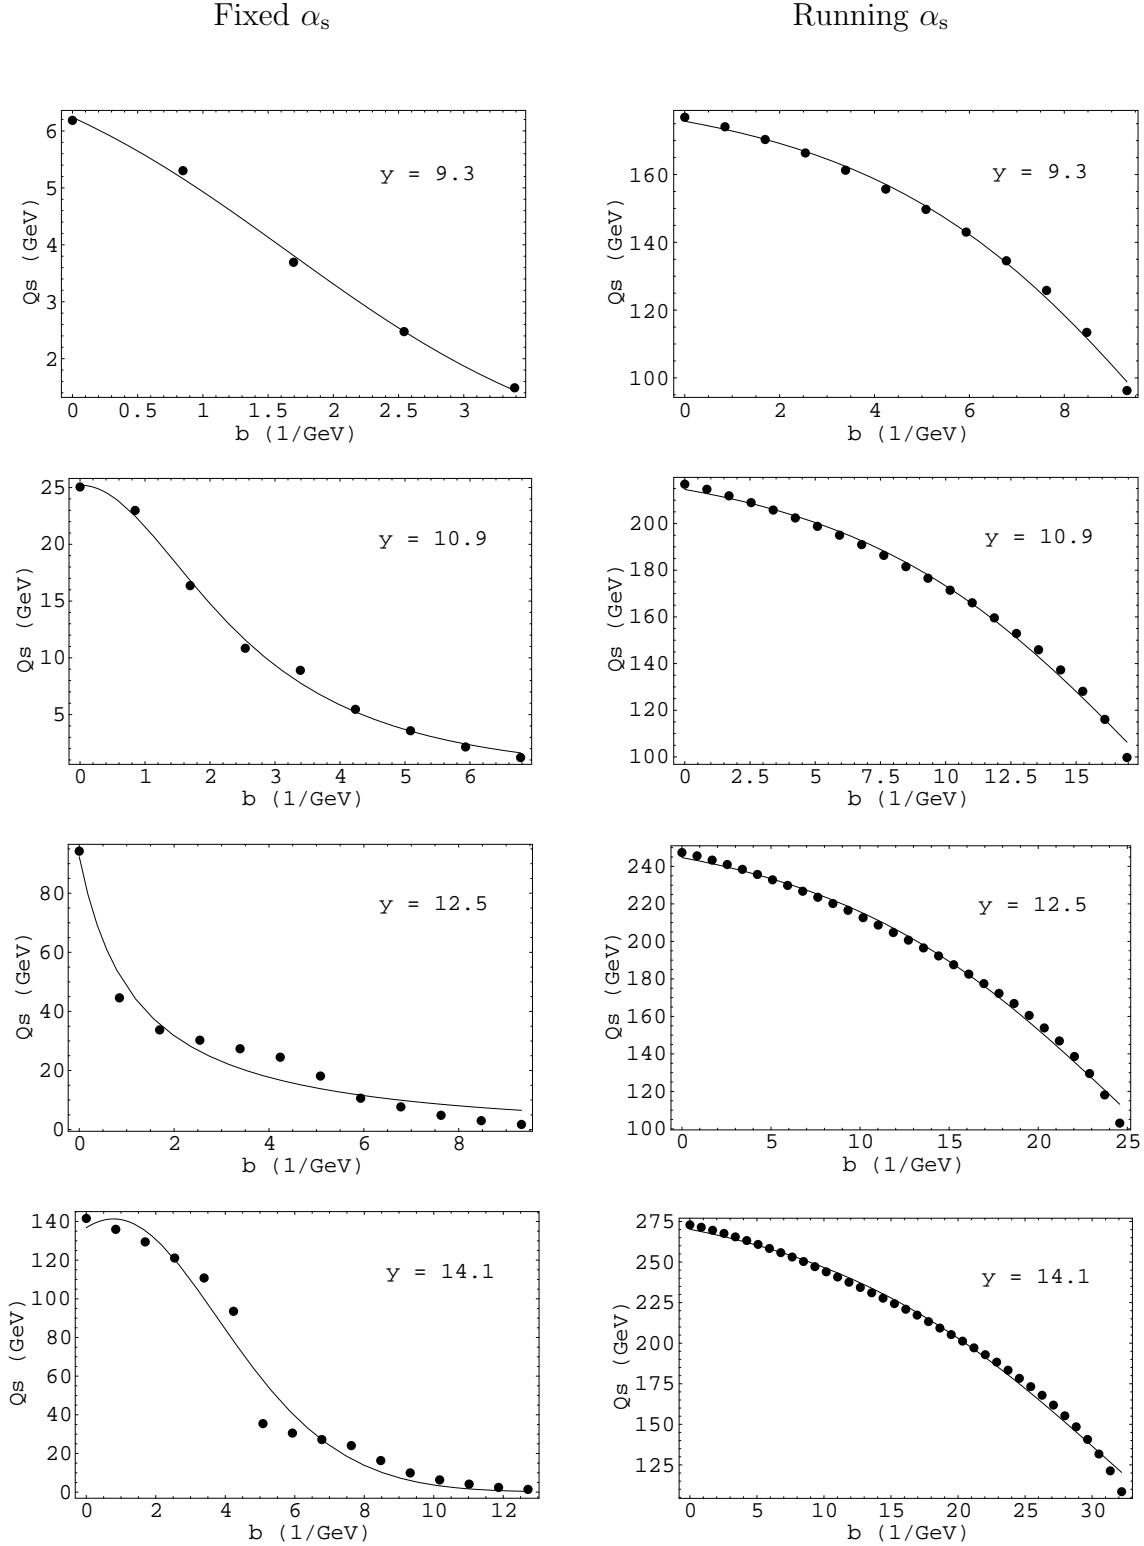 Fixed αs Running αs
6
5
4
3
2
Qs (GeV)
y = 9.3
0 0.5 1 1.5 2 2.5 3
b (1/GeV)
160
140
120
100
Qs (GeV)
y = 9.3
0 2 4 6 8
b (1/GeV)
25
20
15
10
5
Qs (GeV)
y = 10.9
0 1 2 3 4 5 6
b (1/GeV)
200
180
160
140
120
100
Qs (GeV)
y = 10.9
0 2.5 5 7.5 10 12.5 15
b (1/GeV)
80
60
40
20
0
Qs (GeV)
y = 12.5
0 2 4 6 8
b (1/GeV)
240
220
200
180
160
140
120
100
Qs (GeV)
y = 12.5
0 5 10 15 20 25
b (1/GeV)
140
120
100
80
60
40
20
0
Qs (GeV)
y = 14.1
0 2 4 6 8 10 12
b (1/GeV)
275
250
225
200
175
150
125
Qs (GeV)
y = 14.1
0 5 10 15 20 25 30
b (1/GeV)